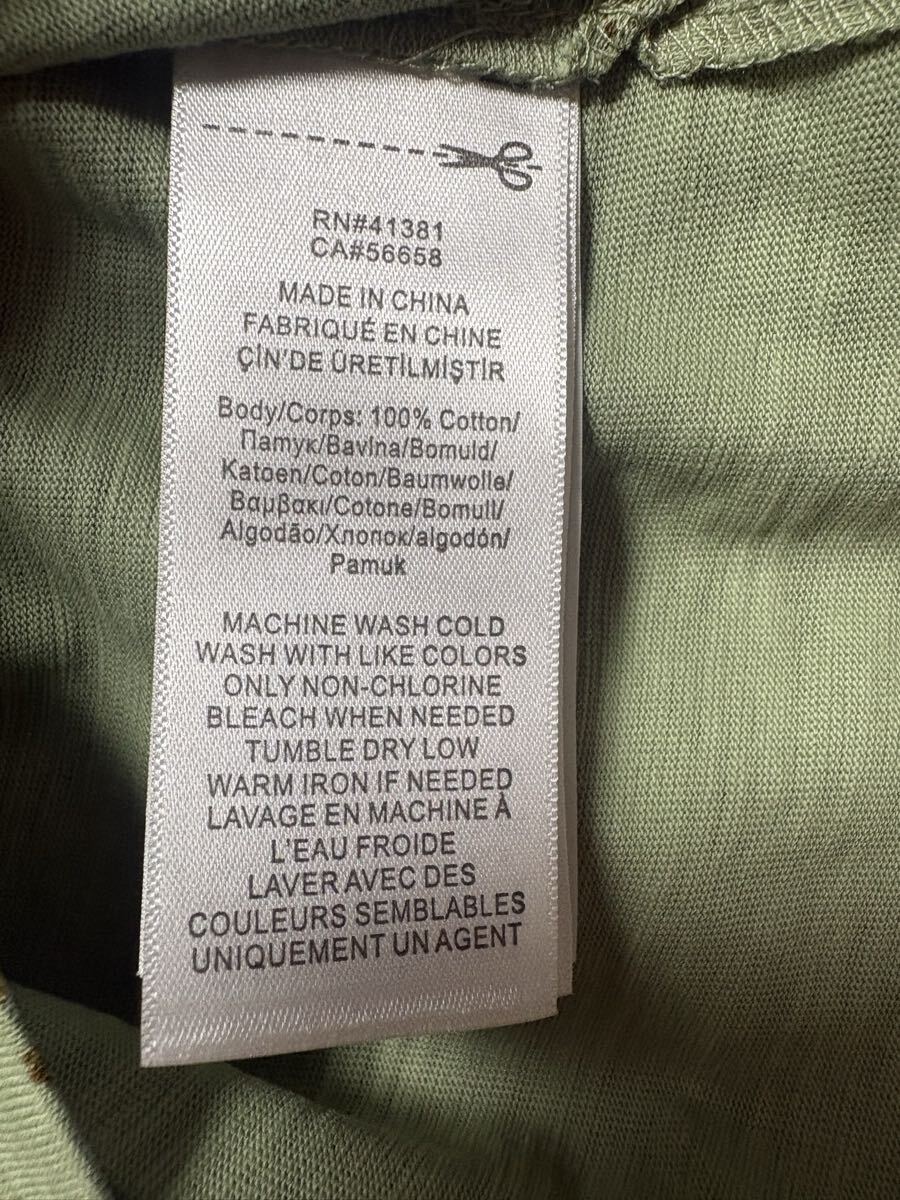 RN#41381
CA#56658
MADE IN CHINA
FABRIQUÉ EN CHINE
ÇİN'DE ÜRETİLMİŞTİR
Body/Corps: 100% Cotton/
Памук/Bavlna/Bomuld/
Katoen/Coton/Baumwolle/
Βαμβακι/Cotone/Bomull/
Algodão/Хлопок/algodón/
Pamuk
MACHINE WASH COLD
WASH WITH LIKE COLORS
ONLY NON-CHLORINE
BLEACH WHEN NEEDED
TUMBLE DRY LOW
WARM IRON IF NEEDED
LAVAGE EN MACHINE À
L'EAU FROIDE
LAVER AVEC DES
COULEURS SEMBLABLES
UNIQUEMENT UN AGENT